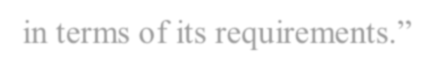 in terms of its requirements.”